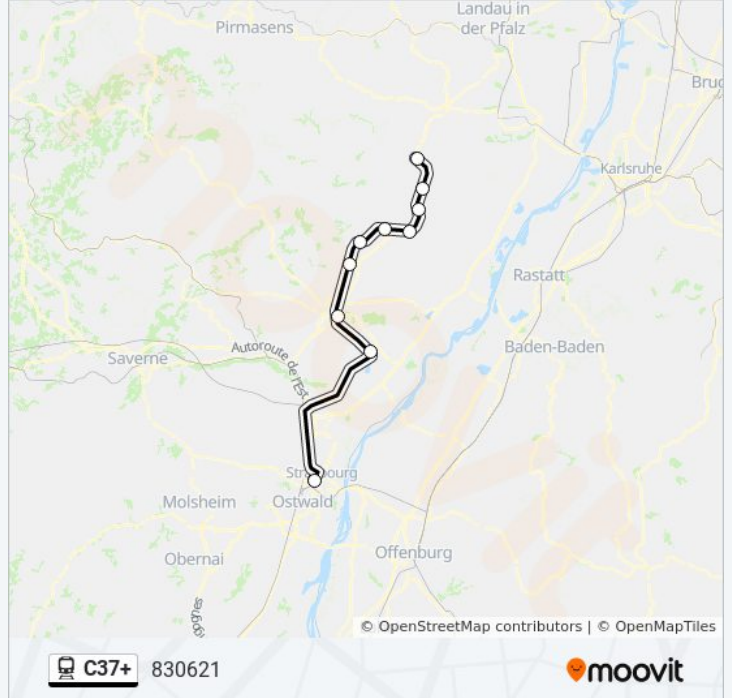 Landau in
der Pfalz
Pirmasens
Bruc
Karlsruhe
Rastatt
Autoroute de l'Est
Saverne
Baden-Baden
Strasbourg
Molsheim
Ostwald
Obernai
Offenburg
© OpenStreetMap contributors | © OpenMapTiles
C37+ 830621
moovit